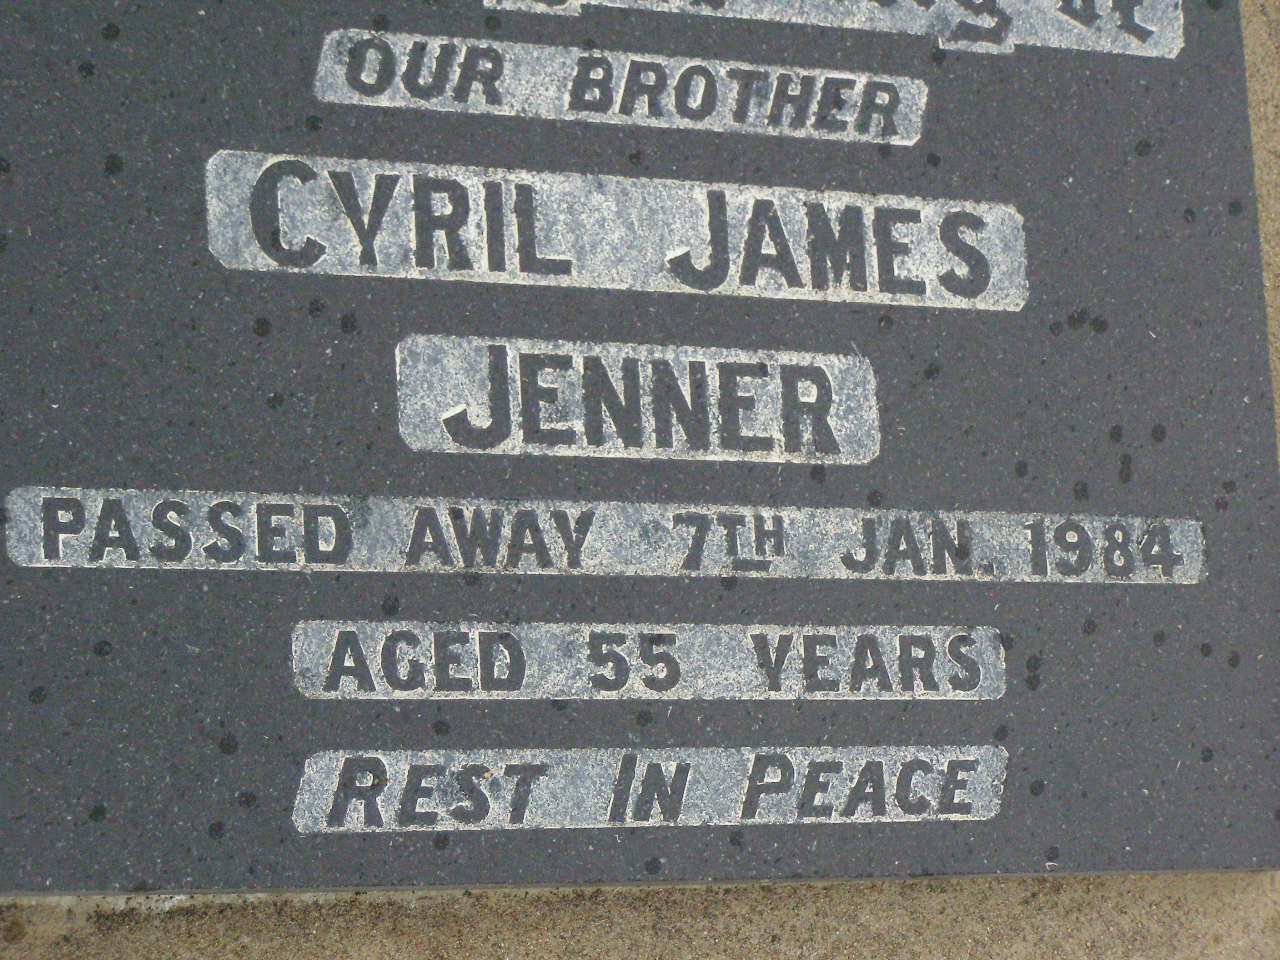 OUR BROTHER
CYRIL JAMES
JENNER
PASSED AWAY 7TH JAN. 1984
AGED 55 YEARS
REST IN PEACE